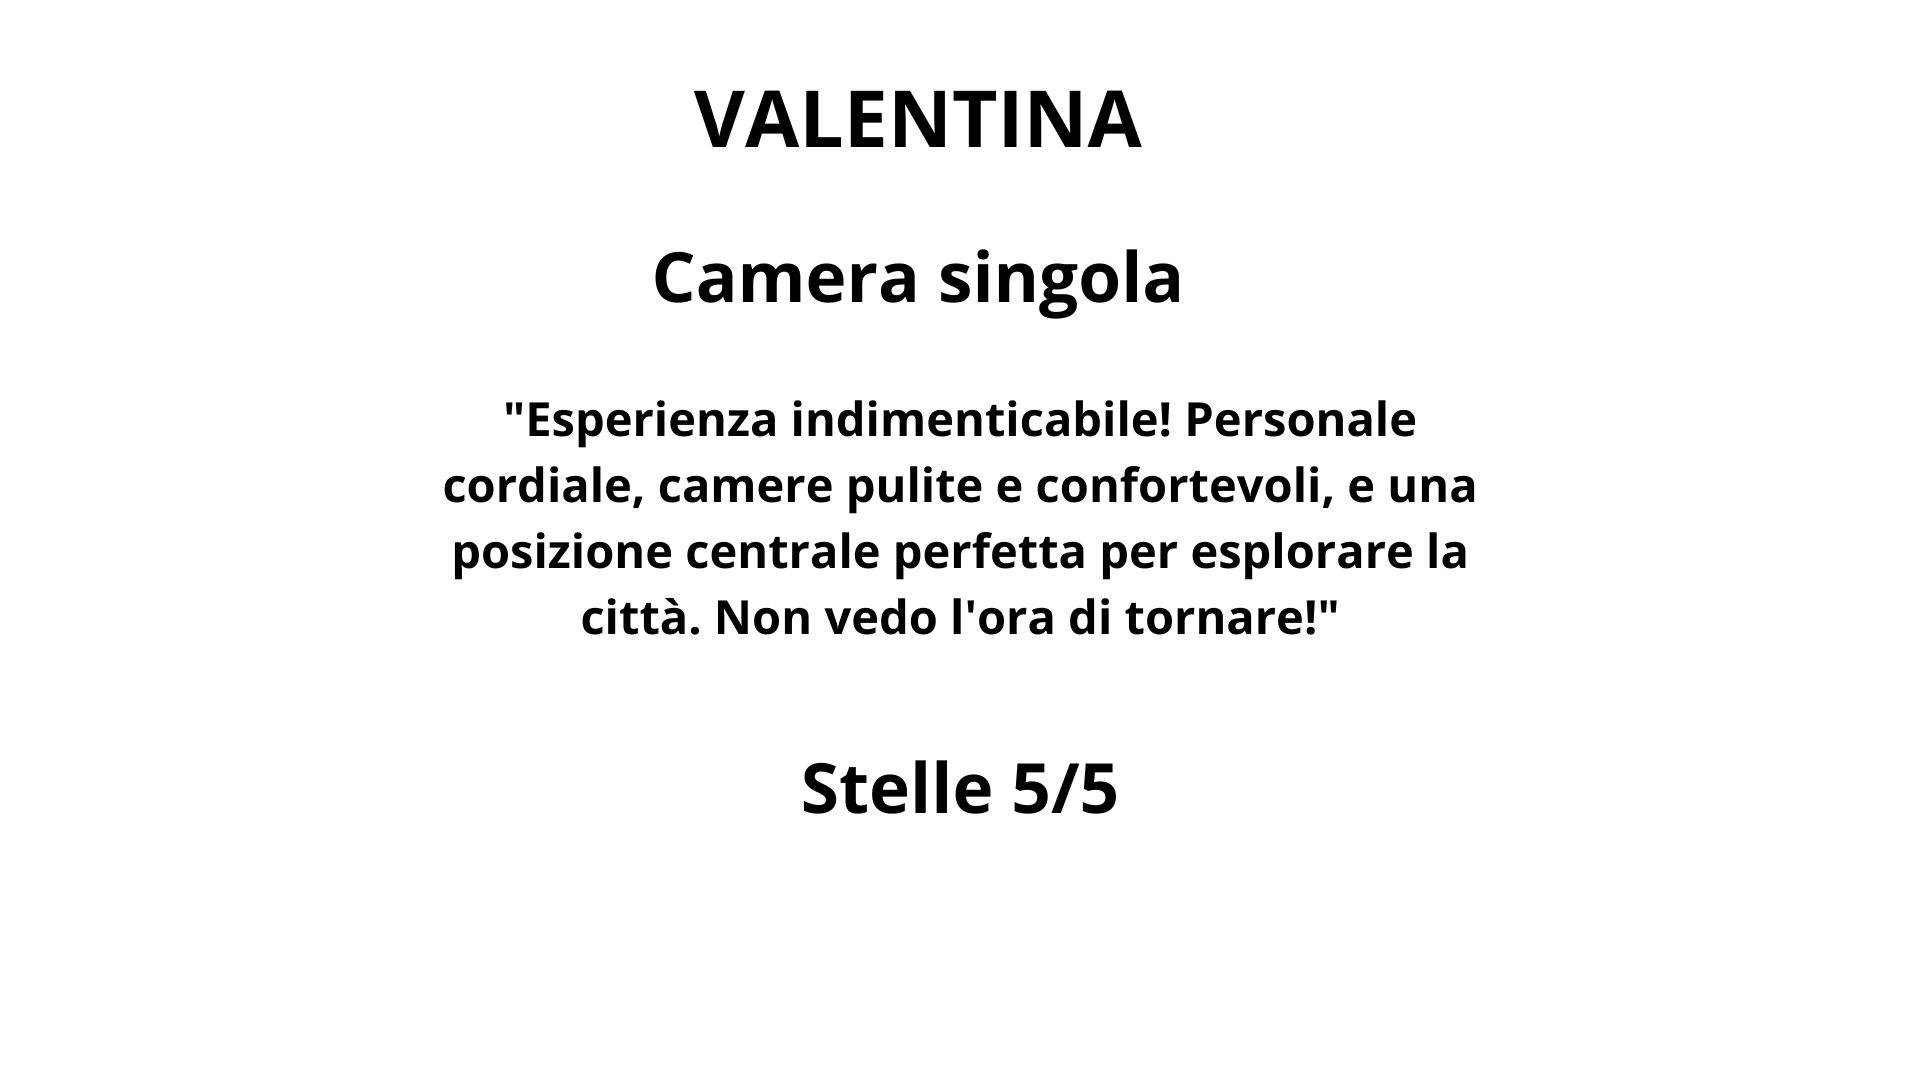 VALENTINA
Camera singola
"Esperienza indimenticabile! Personale
cordiale, camere pulite e confortevoli, e una
posizione centrale perfetta per esplorare la
città. Non vedo l'ora di tornare!"
Stelle 5/5